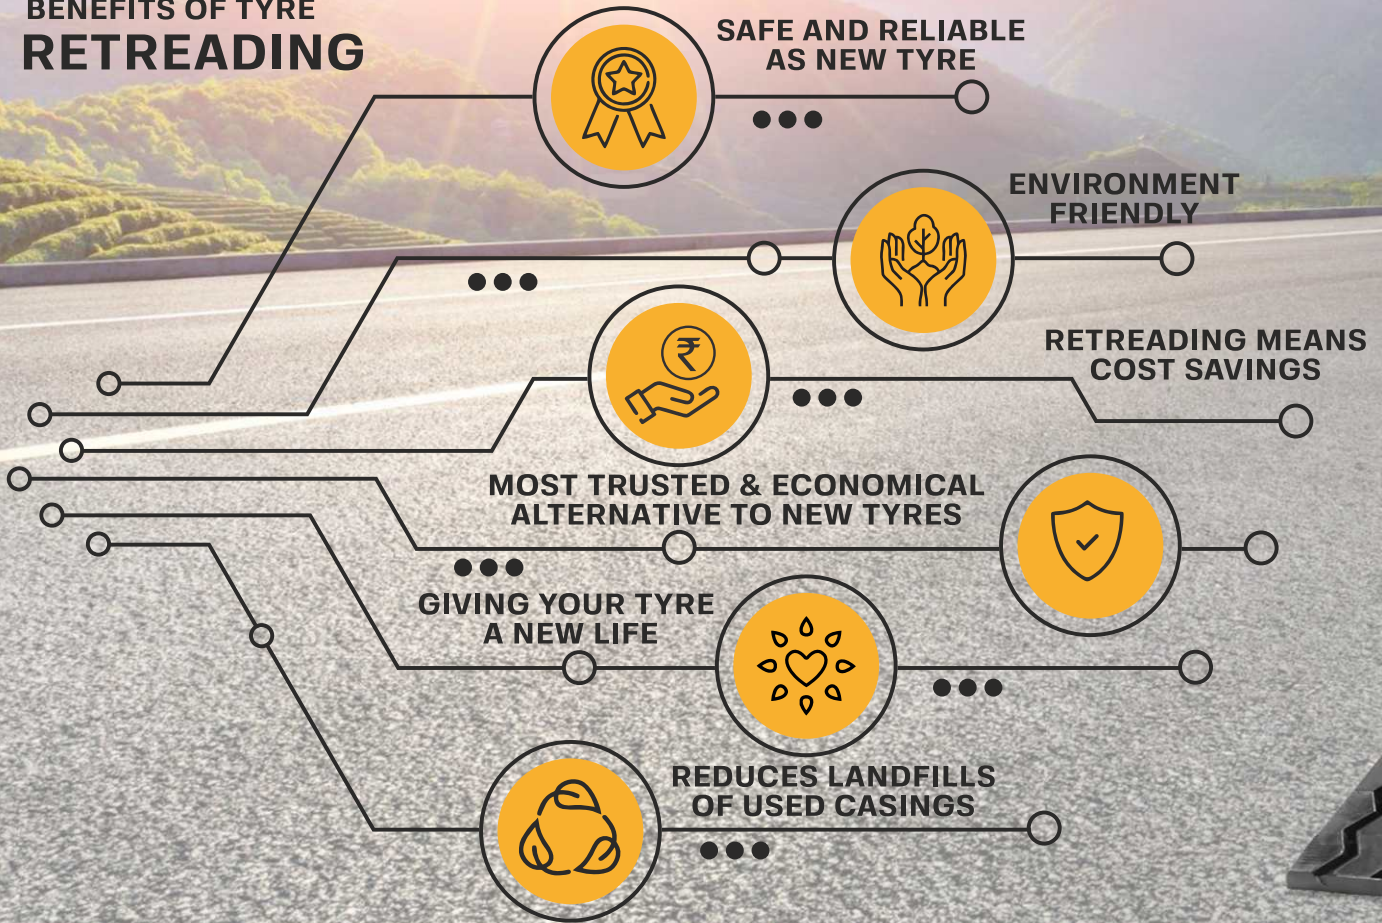 BENEFITS OF TYRE
RETREADING
SAFE AND RELIABLE
AS NEW TYRE
ENVIRONMENT
FRIENDLY
₹
RETREADING MEANS
COST SAVINGS
MOST TRUSTED & ECONOMICAL
ALTERNATIVE TO NEW TYRES
GIVING YOUR TYRE
A NEW LIFE
REDUCES LANDFILLS
OF USED CASINGS